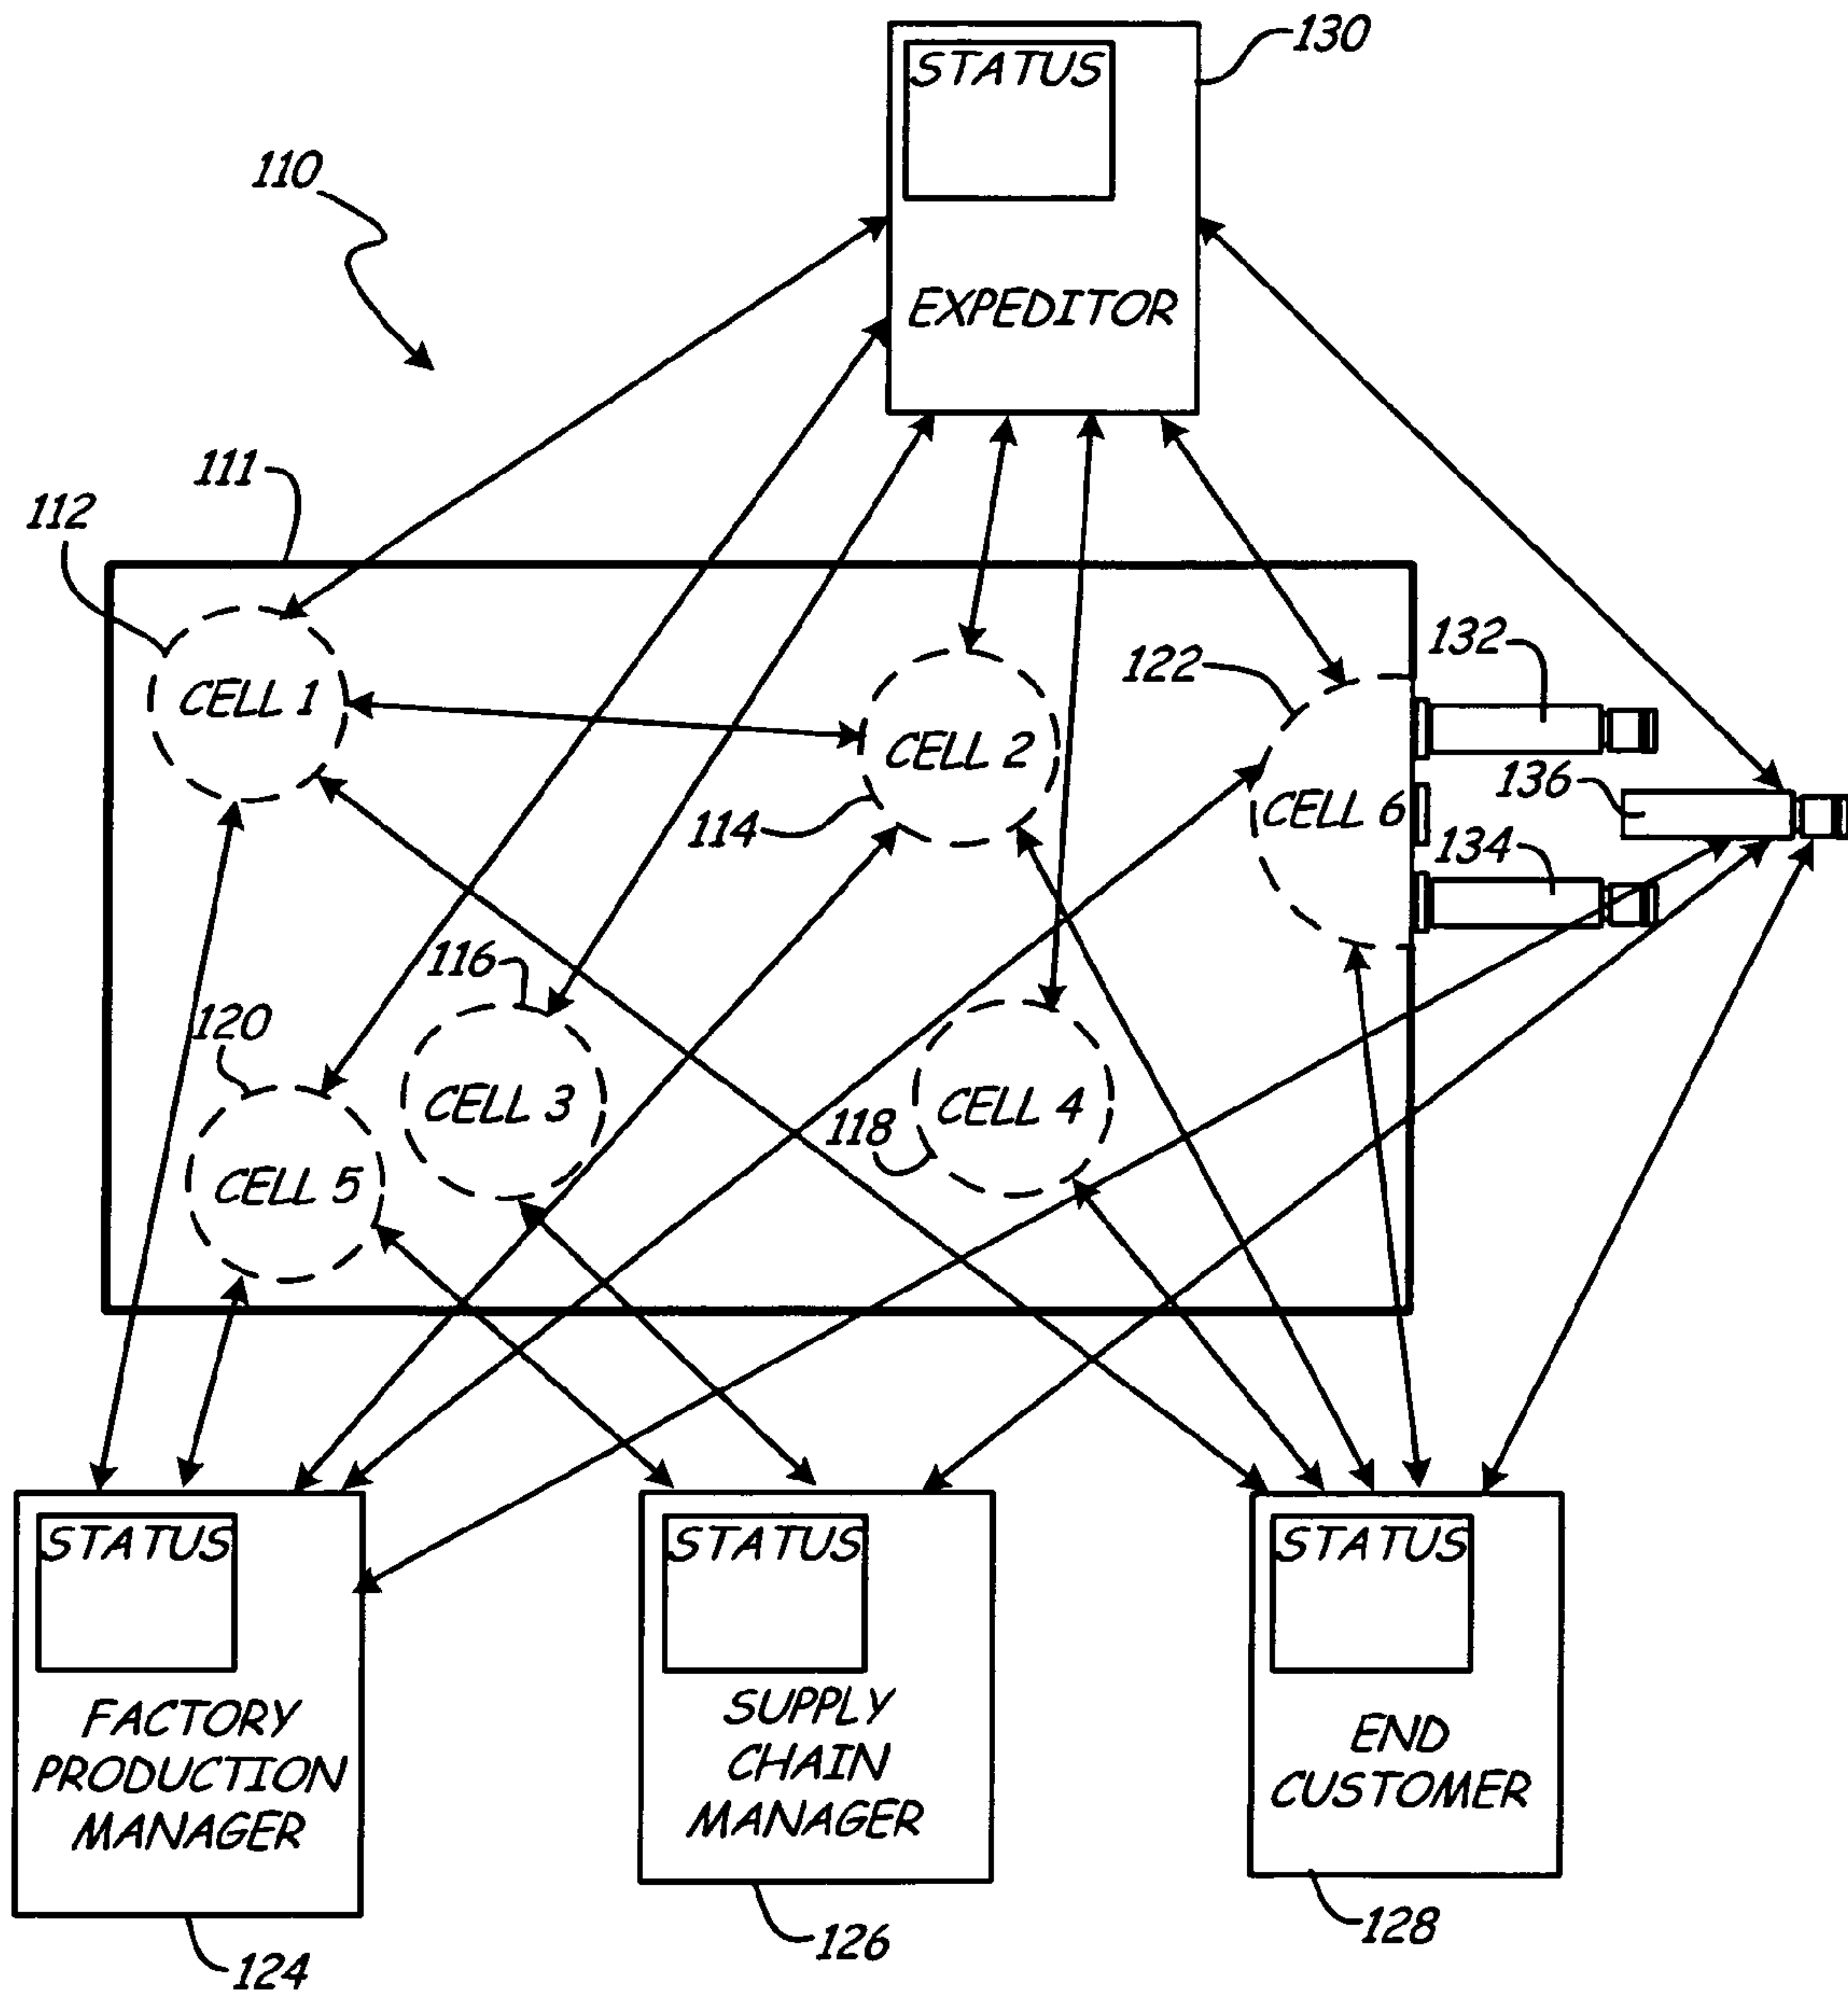 130
STATUS
110
EXPEDITOR
111
112
132
122
CELL 1
CELL 2
136
CELL 6
114
134
116
120
CELL 3
CELL 4
118
CELL 5
STATUS
STATUS
STATUS
FACTORY
PRODUCTION
MANAGER
SUPPLY
CHAIN
MANAGER
END
CUSTOMER
124
126
128